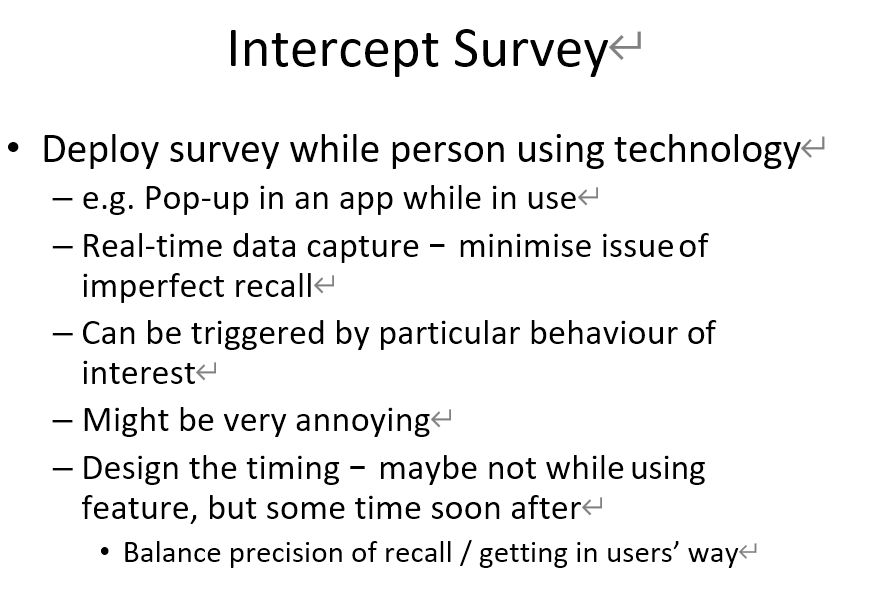 Intercept Survey↵
• Deploy survey while person using technology↵
– e.g. Pop-up in an app while in use↵
– Real-time data capture – minimise issue of
imperfect recall↵
– Can be triggered by particular behaviour of
interest↵
– Might be very annoying↵
– Design the timing – maybe not while using
feature, but some time soon after↵
• Balance precision of recall / getting in users’ way↵